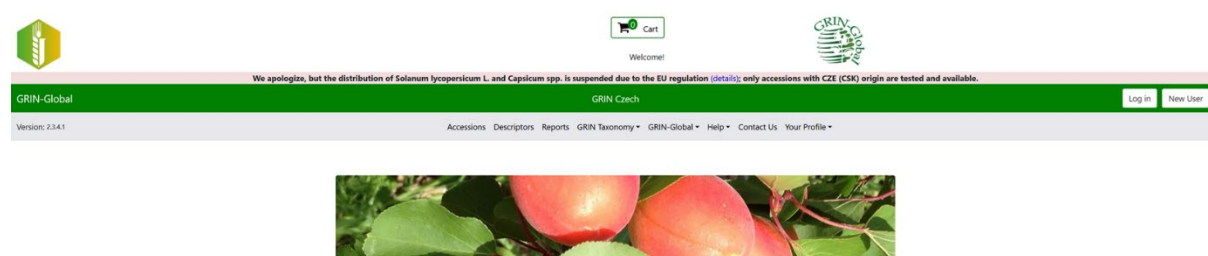 0 Cart
GRIN-Global
Welcome!
We apologize, but the distribution of Solanum lycopersicum L. and Capsicum spp. is suspended due to the EU regulation (details); only accessions with CZE (CSK) origin are tested and available.
GRIN-Global GRIN Czech Log in New User
Version: 2.3.4.1 Accessions Descriptors Reports GRIN Taxonomy GRIN-Global Help Contact Us Your Profile